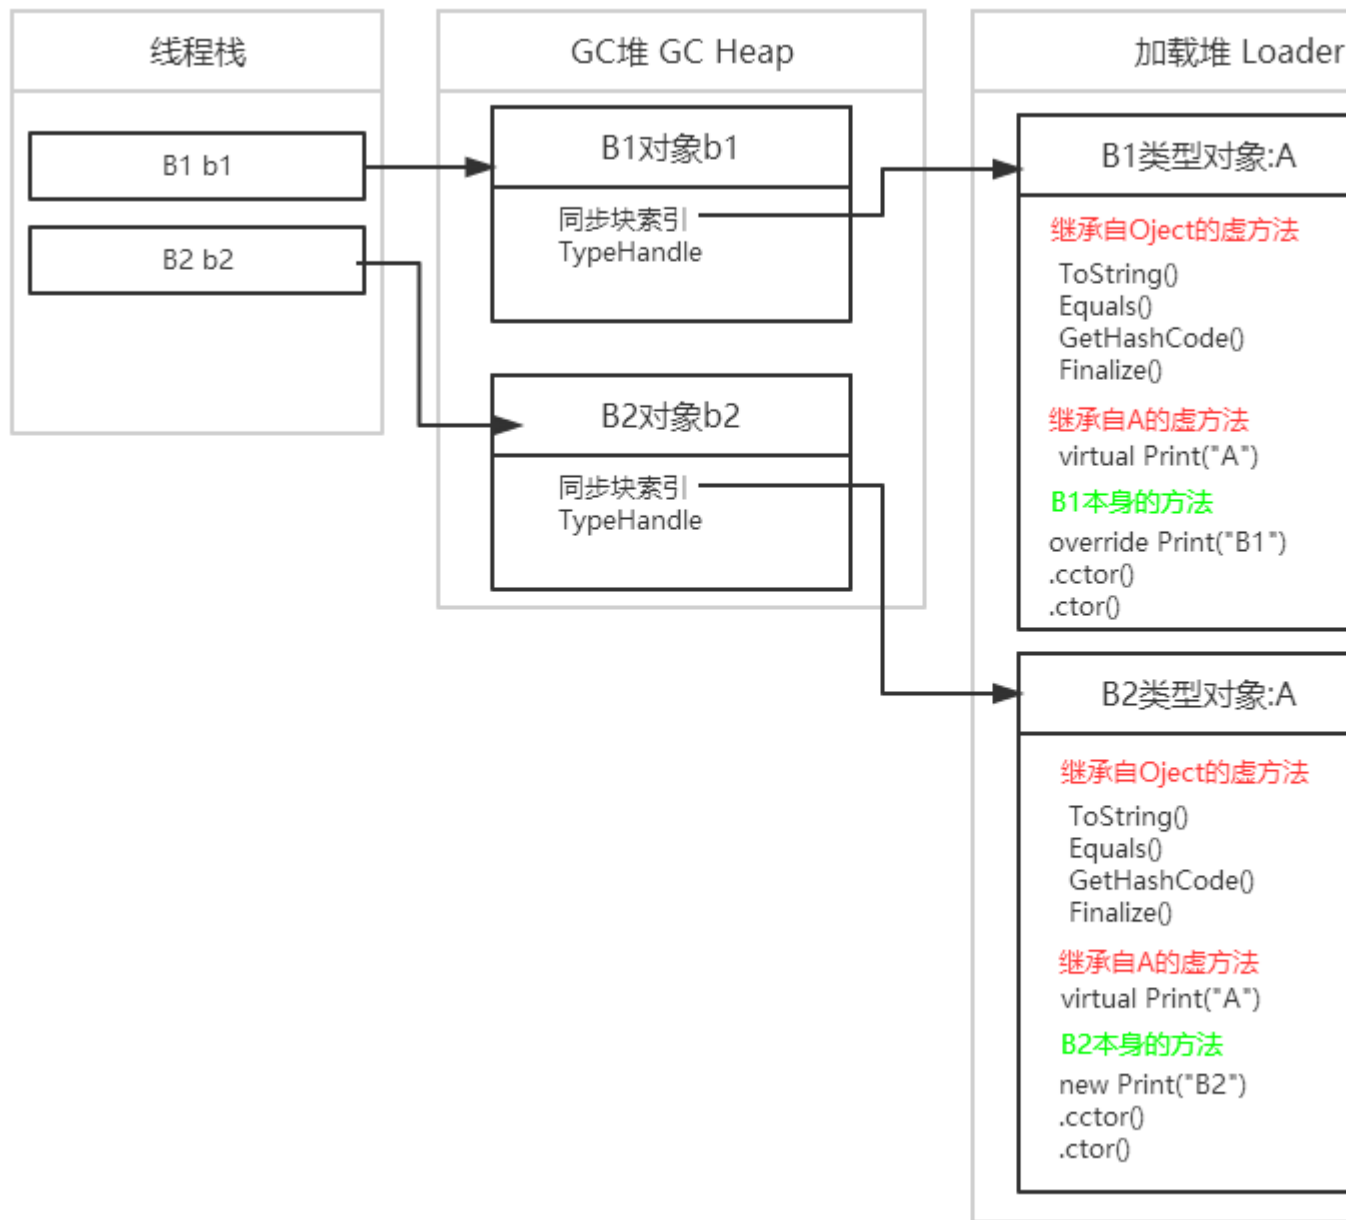 线程栈
B1 b1
B2 b2
GC堆 GC Heap
B1对象b1
同步块索引
TypeHandle
B2对象b2
同步块索引
TypeHandle
加载堆 Loader
B1类型对象:A
继承自Oject的虚方法
ToString()
Equals()
GetHashCode()
Finalize()
继承自A的虚方法
virtual Print("A")
B1本身的方法
override Print("B1")
.cctor()
.ctor()
B2类型对象:A
继承自Oject的虚方法
ToString()
Equals()
GetHashCode()
Finalize()
继承自A的虚方法
virtual Print("A")
B2本身的方法
new Print("B2")
.cctor()
.ctor()